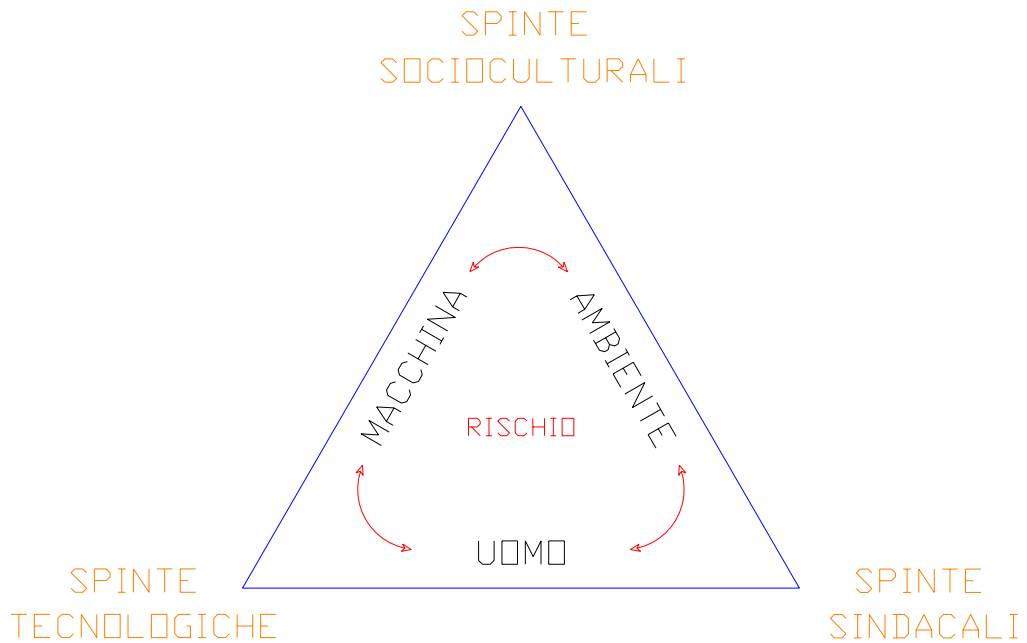 SPINTE
SOCIOCULTURALI
MACCHINA
AMBIENTE
RISCHIO
UOMO
SPINTE
TECNOLOGICHE
SPINTE
SINDACALI